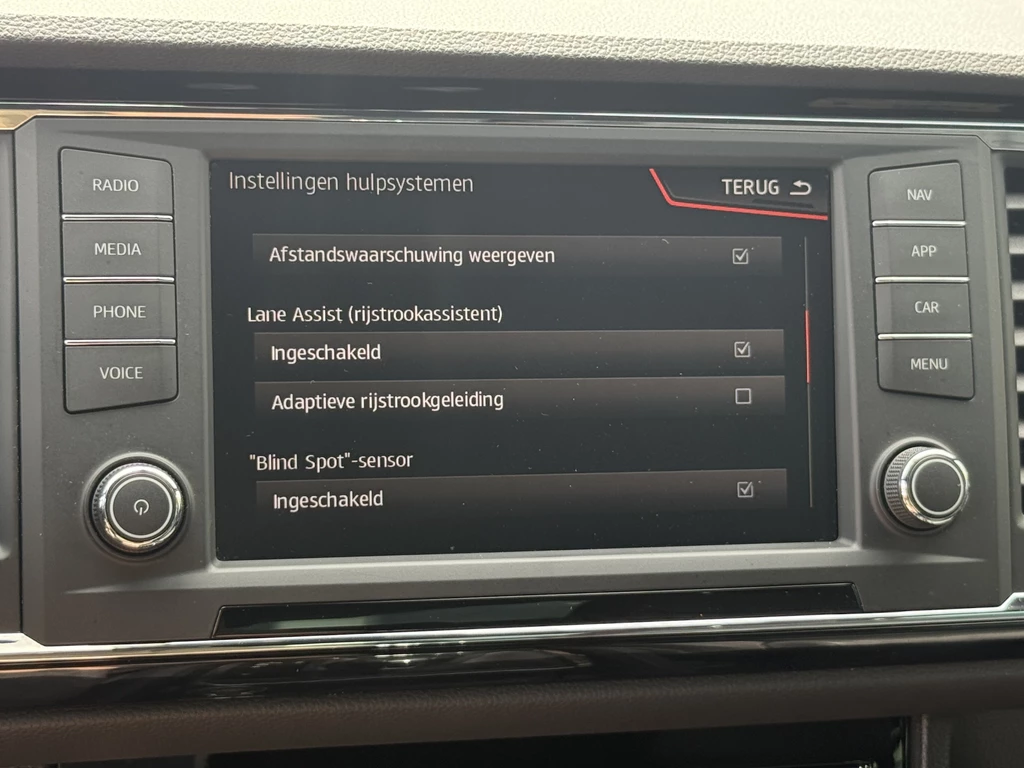 RADIO
MEDIA
PHONE
VOICE
Instellingen hulpsystemen
TERUG
Afstandswaarschuwing weergeven
Lane Assist (rijstrookassistent)
Ingeschakeld
Adaptieve rijstrookgeleiding
"Blind Spot"-sensor
Ingeschakeld
NAV
APP
CAR
MENU